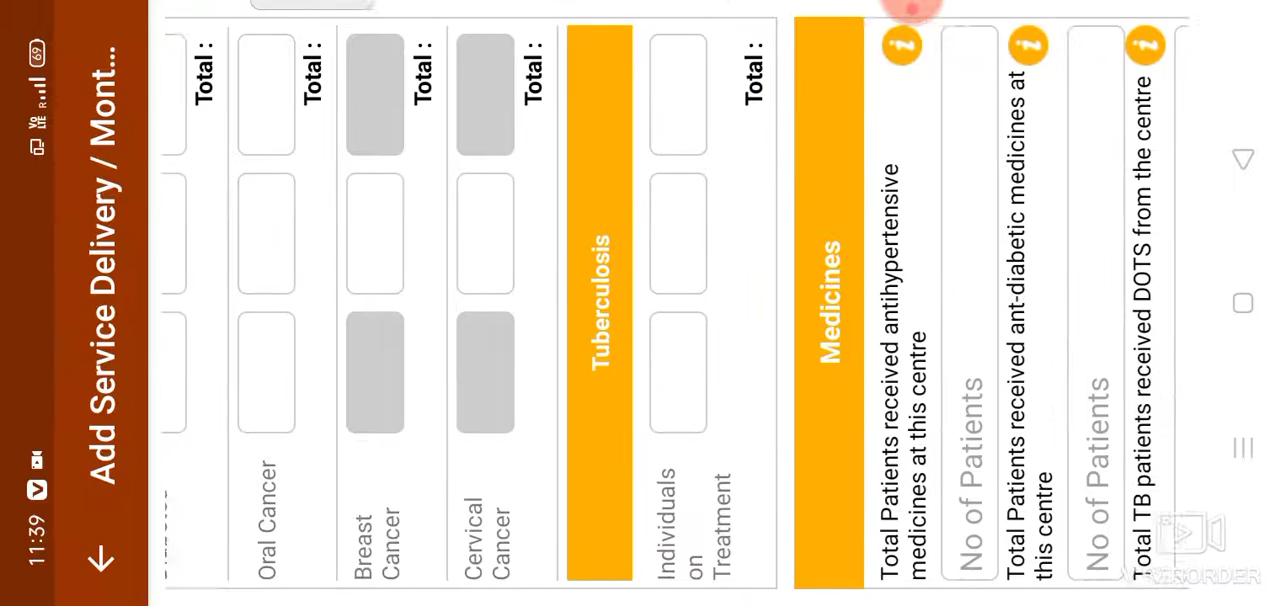 11:39
VoLTE
R
69
Add Service Delivery / Mont...
Total :
Oral Cancer
Total :
Breast
Cancer
Total :
Cervical
Cancer
Total :
Tuberculosis
Individuals
on
Treatment
Total :
Medicines
Total Patients received antihypertensive
medicines at this centre
No of Patients
Total Patients received ant-diabetic medicines at
this centre
No of Patients
Total TB patients received DOTS from the centre